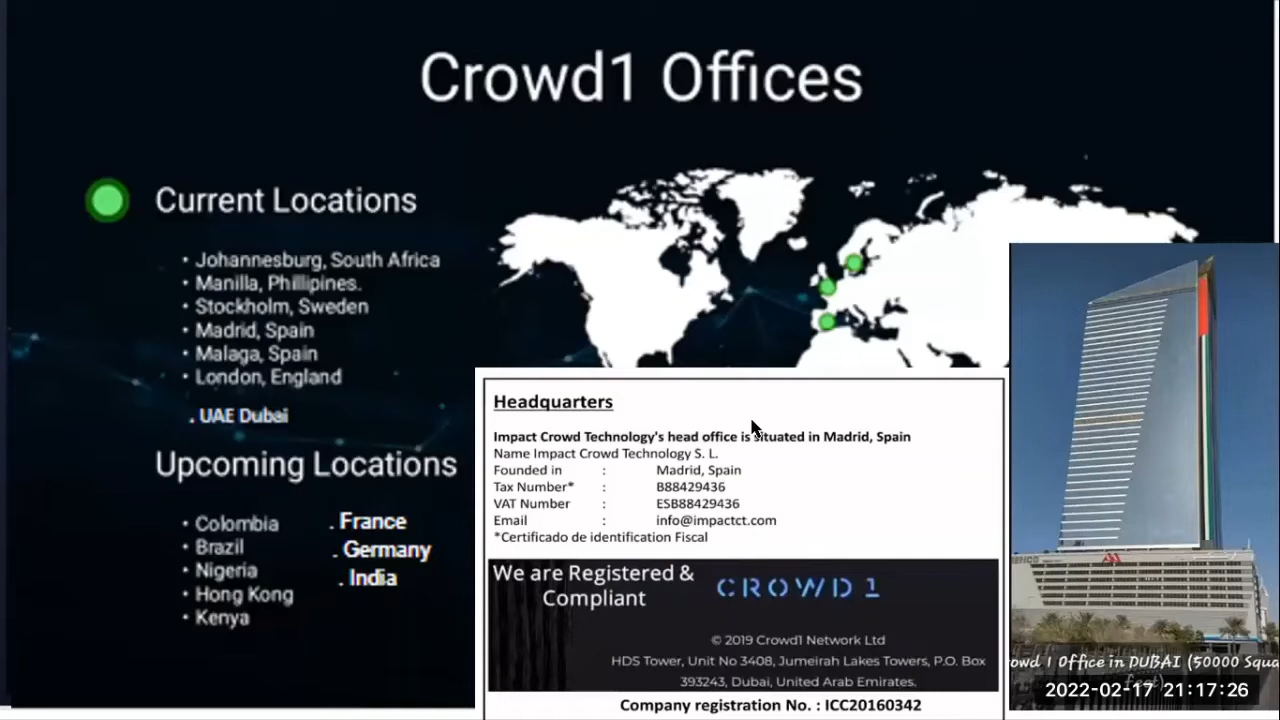 Crowd1 Offices
Current Locations
• Johannesburg, South Africa
• Manilla, Phillipines.
• Stockholm, Sweden
• Madrid, Spain
• Malaga, Spain
• London, England
. UAE Dubai
Upcoming Locations
• Colombia
• Brazil
• Nigeria
• Hong Kong
• Kenya
. France
. Germany
. India
Headquarters
Impact Crowd Technology's head office is situated in Madrid, Spain
Name Impact Crowd Technology S. L.
Founded in : Madrid, Spain
Tax Number* : B88429436
VAT Number : ESB88429436
Email : info@impactct.com
*Certificado de identification Fiscal
We are Registered &
Compliant
CROWD 1
© 2019 Crowd1 Network Ltd
HDS Tower, Unit No 3408, Jumeirah Lakes Towers, P.O. Box
393243, Dubai, United Arab Emirates.
Company registration No. : ICC20160342
owd 1 Office in DUBAI (50000 Squa
feet)
2022-02-17 21:17:26